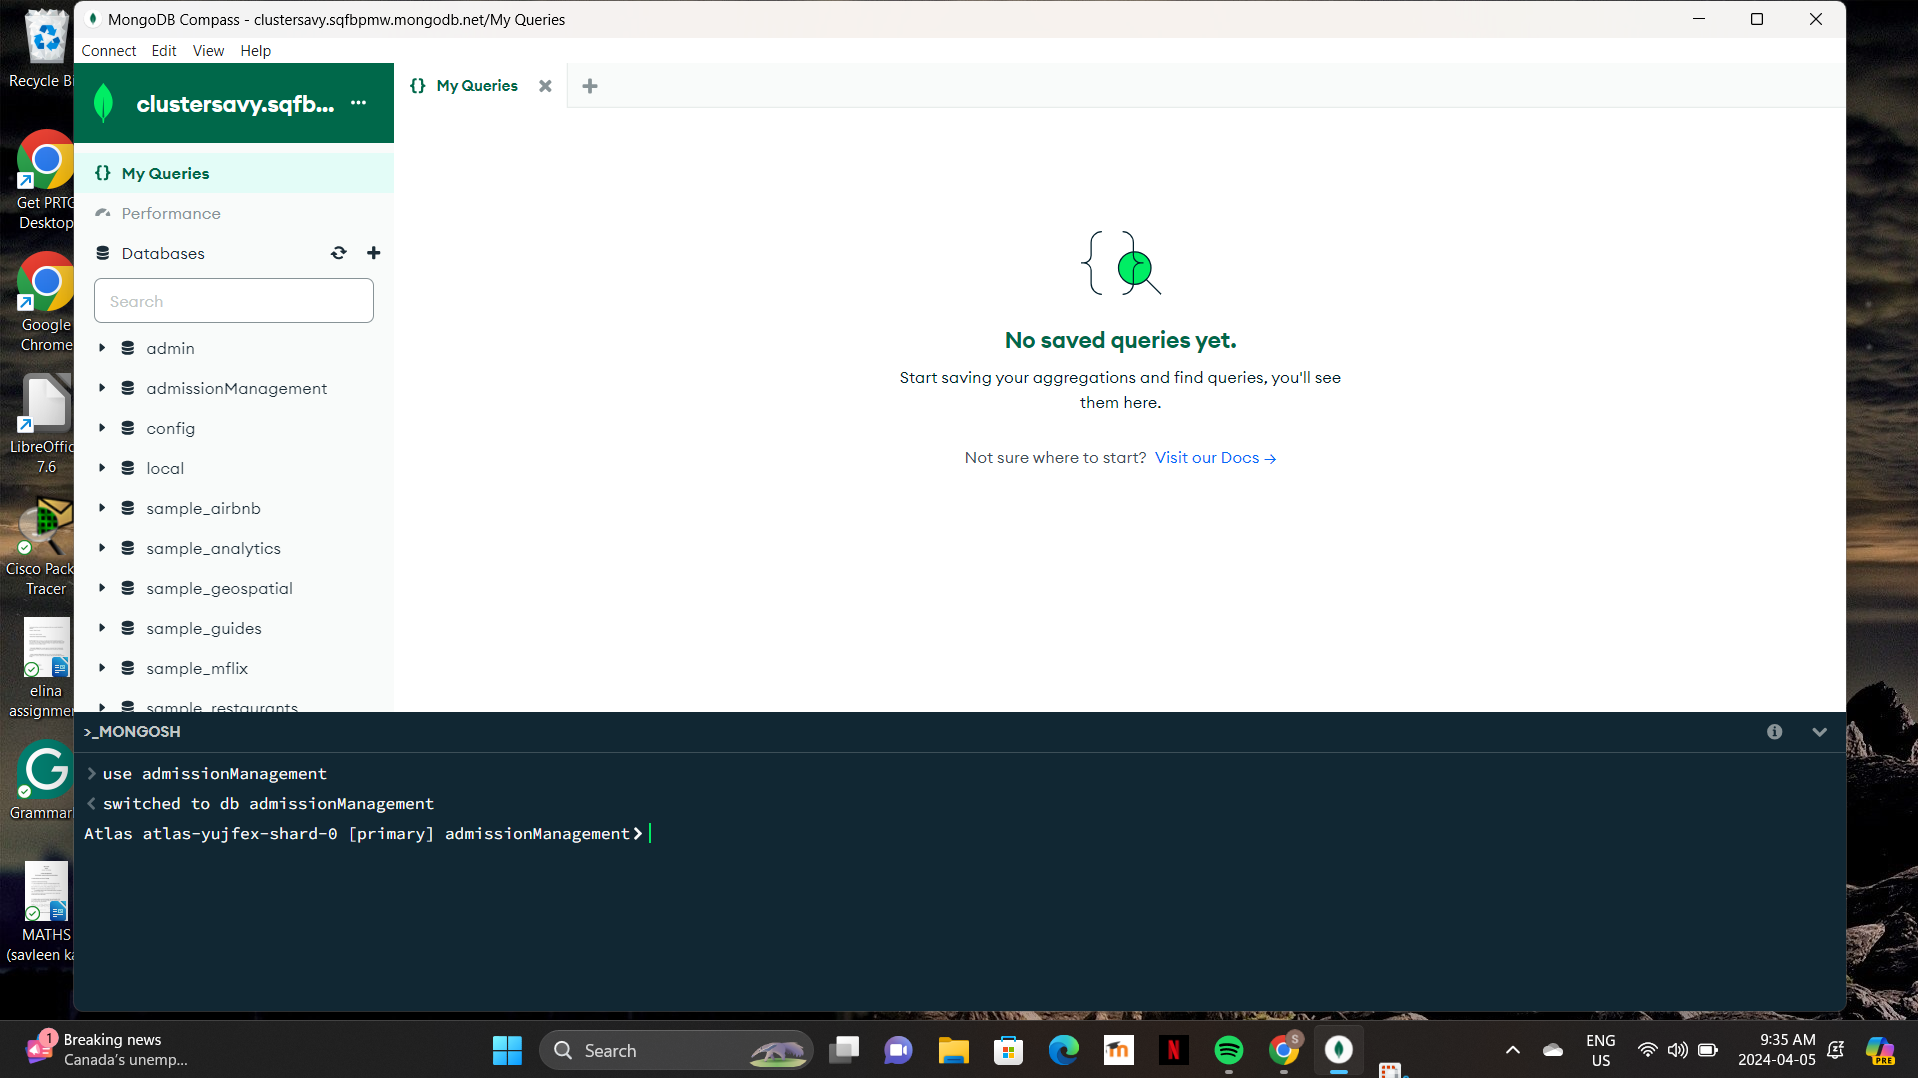 MongoDB Compass - clustersavy.sqfbpmw.mongodb.net/My Queries
Connect Edit View Help
clustersavy.sqfb... ···
{} My Queries
{} My Queries
Performance
Databases
Search
admin
admissionManagement
config
local
sample_airbnb
sample_analytics
sample_geospatial
sample_guides
sample_mflix
sample_restaurants
No saved queries yet.
Start saving your aggregations and find queries, you'll see
them here.
Not sure where to start? Visit our Docs →
>_MONGOSH
> use admissionManagement
< switched to db admissionManagement
Atlas atlas-yujfex-shard-0 [primary] admissionManagement>
Recycle Bi
Get PRTG
Desktop
Google
Chrome
LibreOffic
7.6
Cisco Pack
Tracer
elina
assignmen
Grammar
MATHS
(savleen ka
1
Breaking news
Canada's unemp...
Search
S
ENG
US
9:35 AM
2024-04-05
PRE